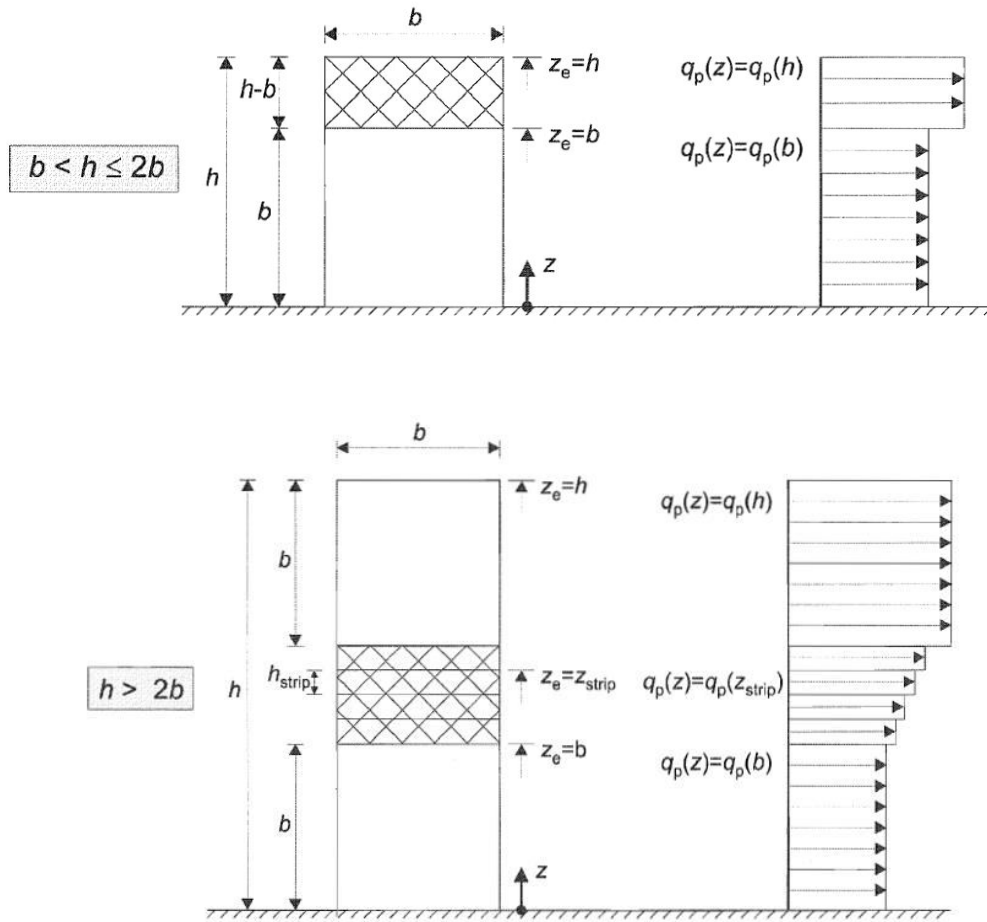 b
z_e=h
q_p(z)=q_p(h)
h-b
z_e=b
q_p(z)=q_p(b)
b < h ≤ 2b
h
b
z
b
z_e=h
q_p(z)=q_p(h)
b
h_strip
z_e=z_strip
q_p(z)=q_p(z_strip)
h > 2b
h
z_e=b
q_p(z)=q_p(b)
b
z